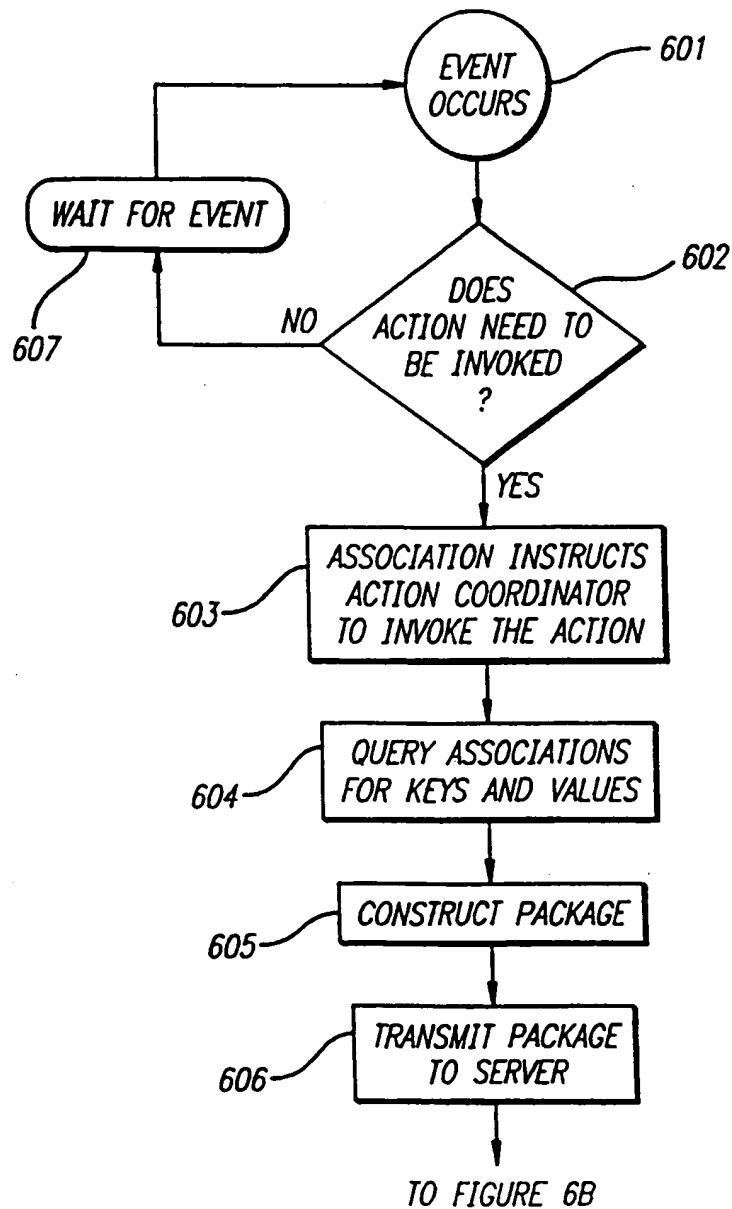 EVENT
OCCURS
601
WAIT FOR EVENT
607
DOES
ACTION NEED TO
BE INVOKED
?
602
NO
YES
ASSOCIATION INSTRUCTS
ACTION COORDINATOR
TO INVOKE THE ACTION
603
QUERY ASSOCIATIONS
FOR KEYS AND VALUES
604
CONSTRUCT PACKAGE
605
TRANSMIT PACKAGE
TO SERVER
606
TO FIGURE 6B